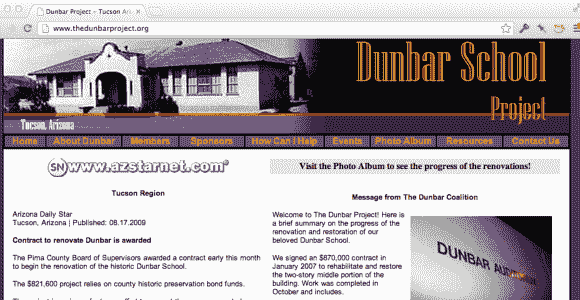 Dunbar Project – Tucson Ari
www.thedunbarproject.org
Dunbar School
Project
Tucson, Arizona
Home About Dunbar Members Sponsors How Can I Help Events Photo Album Resources Contact Us
SN www.azstarnet.com®
Tucson Region
Arizona Daily Star
Tucson, Arizona | Published: 08.17.2009
Contract to renovate Dunbar is awarded
The Pima County Board of Supervisors awarded a contract early this month
to begin the renovation of the historic Dunbar School.
The $821,600 project relies on county historic preservation bond funds.
Visit the Photo Album to see the progress of the renovations!
Message from The Dunbar Coalition
Welcome to The Dunbar Project! Here is
a brief summary on the progress of the
renovation and restoration of our
beloved Dunbar School.
We signed an $870,000 contract in
January 2007 to rehabilitate and restore
the two-story middle portion of the
building. Work was completed in
October and includes.
DUNBAR AUDITORIUM